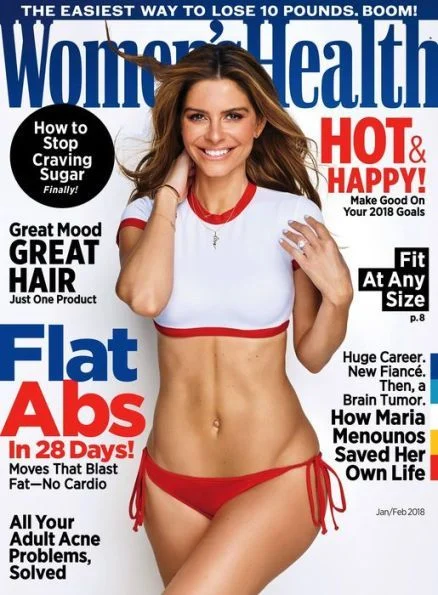 THE EASIEST WAY TO LOSE 10 POUNDS. BOOM!
Women's Health
How to
Stop
Craving
Sugar
Finally!
HOT &
HAPPY!
Make Good On
Your 2018 Goals
Great Mood
GREAT
HAIR
Just One Product
Fit
At Any
Size
p.8
Flat
Abs
In 28 Days!
Moves That Blast
Fat—No Cardio
Huge Career.
New Fiancé.
Then, a
Brain Tumor.
How Maria
Menounos
Saved Her
Own Life
All Your
Adult Acne
Problems,
Solved
Jan/Feb 2018